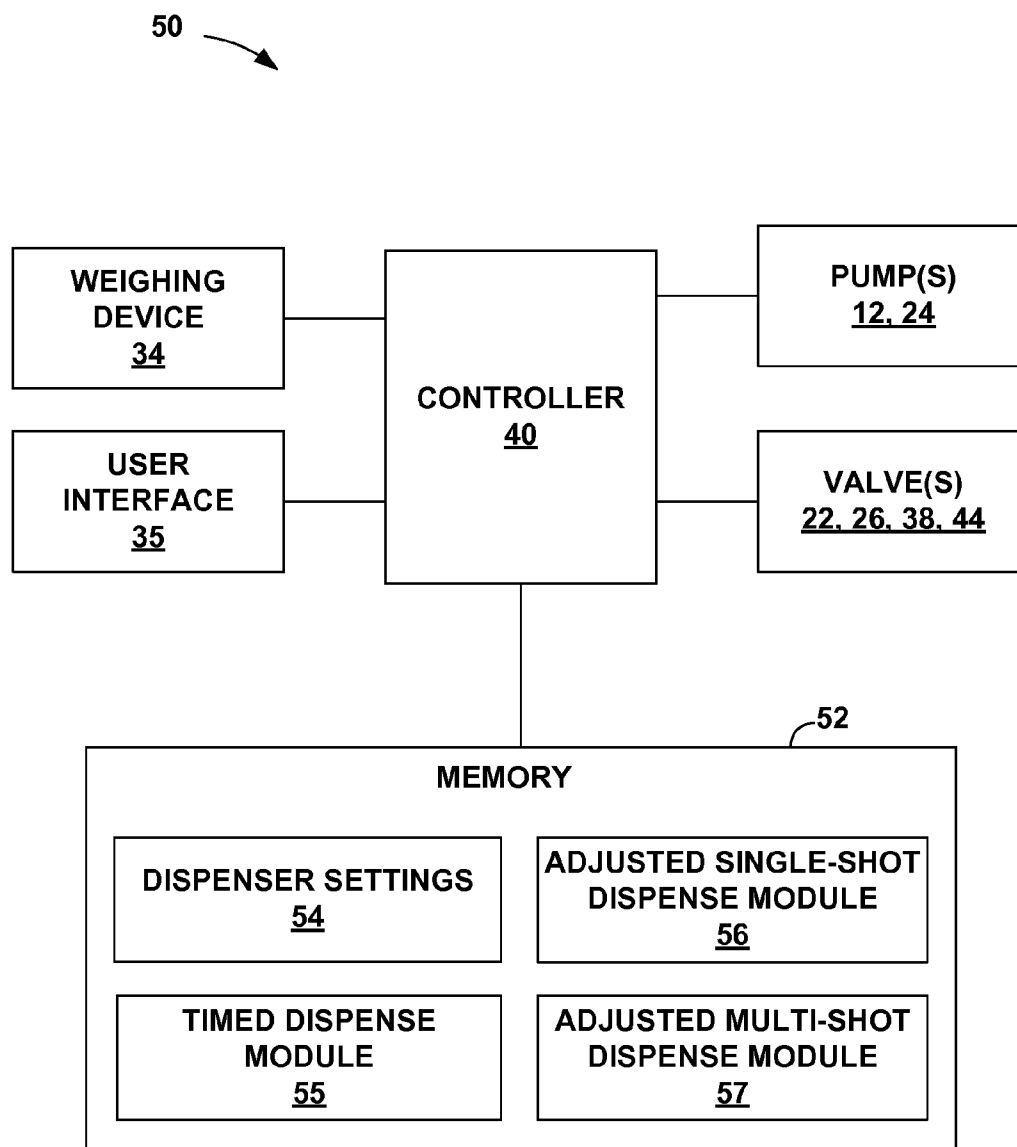 50
WEIGHING
DEVICE
34
CONTROLLER
40
PUMP(S)
12, 24
USER
INTERFACE
35
VALVE(S)
22, 26, 38, 44
52
MEMORY
DISPENSER SETTINGS
54
ADJUSTED SINGLE-SHOT
DISPENSE MODULE
56
TIMED DISPENSE
MODULE
55
ADJUSTED MULTI-SHOT
DISPENSE MODULE
57